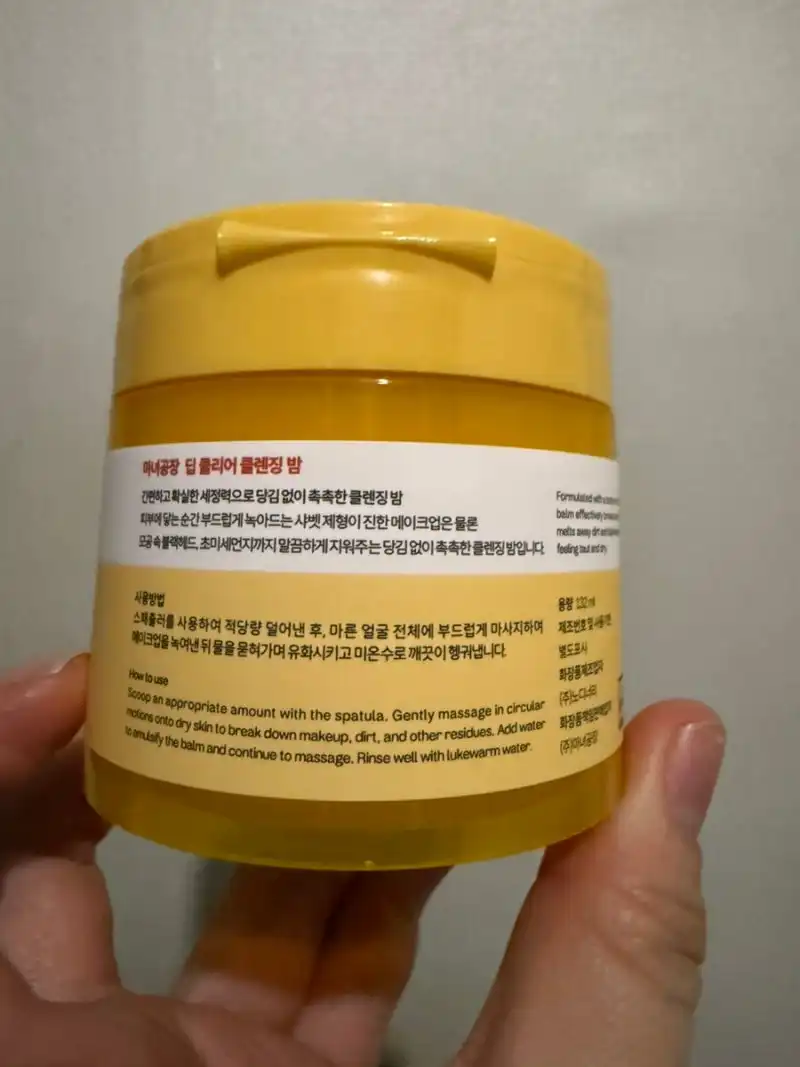 마녀공장 딥 클리어 클렌징 밤
간편하고 확실한 세정력으로 당김 없이 촉촉한 클렌징 밤
피부에 닿는 순간 부드럽게 녹아드는 샤벳 제형이 진한 메이크업은 물론
모공 속 블랙헤드, 초미세먼지까지 말끔하게 지워주는 당김 없이 촉촉한 클렌징 밤입니다.
Formulated with a
balm effectively
melts away dirt and
feeling taut and dry.
사용방법
스패출러를 사용하여 적당량 덜어낸 후, 마른 얼굴 전체에 부드럽게 마사지하여
메이크업을 녹여낸 뒤 물을 묻혀가며 유화시키고 미온수로 깨끗이 헹궈냅니다.
How to use
Scoop an appropriate amount with the spatula. Gently massage in circular
motions onto dry skin to break down makeup, dirt, and other residues. Add water
to emulsify the balm and continue to massage. Rinse well with lukewarm water.
용량 132 ml
제조번호 및 사용기한
별도표시
화장품제조업자
화장품책임판매업자
(주)마녀공장